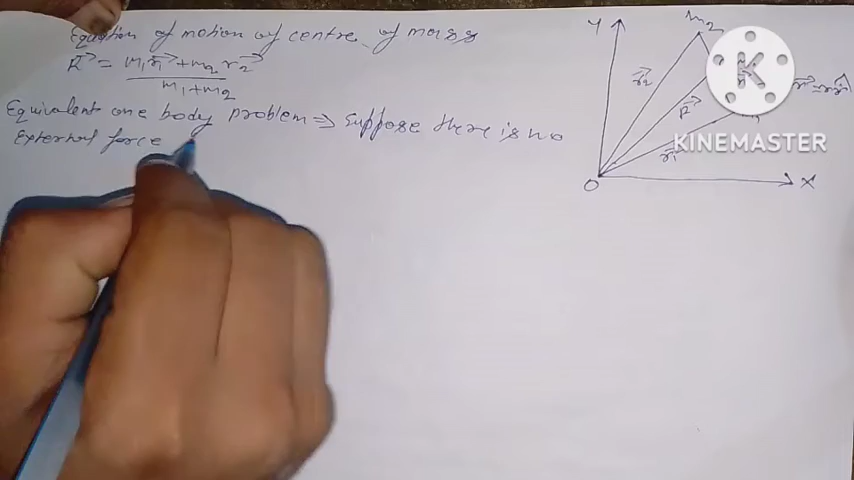 Equation of motion of centre of mass
R⃗ = m₁r₁⃗ + m₂r₂⃗
m₁ + m₂
Equivalent one body problem ⇒ Suppose there is no
External force
Y
m₂
r₂⃗
R⃗
r⃗ = rr̂
r₁⃗
O
X
K
KINEMASTER